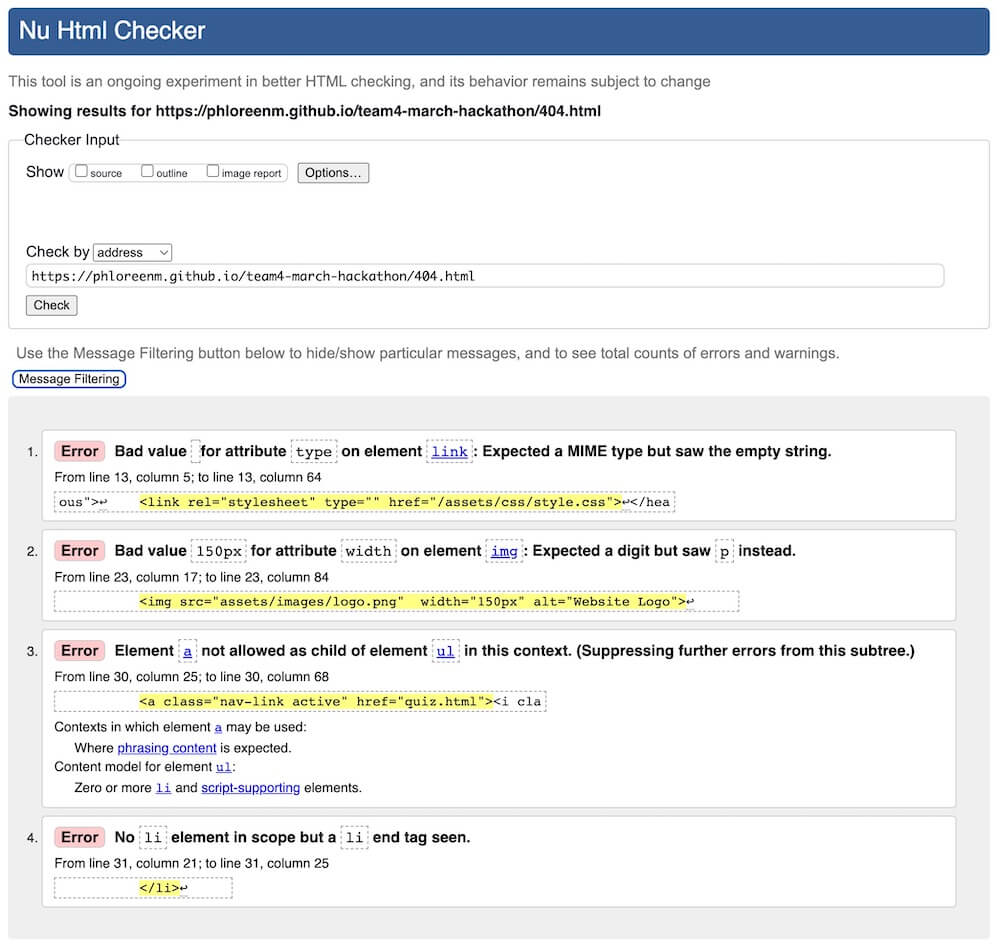 Nu Html Checker
This tool is an ongoing experiment in better HTML checking, and its behavior remains subject to change
Showing results for https://phloreenm.github.io/team4-march-hackathon/404.html
Checker Input
Show source outline image report Options...
Check by address
https://phloreenm.github.io/team4-march-hackathon/404.html
Check
Use the Message Filtering button below to hide/show particular messages, and to see total counts of errors and warnings.
Message Filtering
1. Error Bad value for attribute type on element link: Expected a MIME type but saw the empty string.
From line 13, column 5; to line 13, column 64
ous">↩ <link rel="stylesheet" type="" href="/assets/css/style.css">↩</hea
2. Error Bad value 150px for attribute width on element img: Expected a digit but saw p instead.
From line 23, column 17; to line 23, column 84
<img src="assets/images/logo.png"  width="150px" alt="Website Logo">↩
3. Error Element a not allowed as child of element ul in this context. (Suppressing further errors from this subtree.)
From line 30, column 25; to line 30, column 68
<a class="nav-link active" href="quiz.html"><i cla
Contexts in which element a may be used:
Where phrasing content is expected.
Content model for element ul:
Zero or more li and script-supporting elements.
4. Error No li element in scope but a li end tag seen.
From line 31, column 21; to line 31, column 25
</li>↩